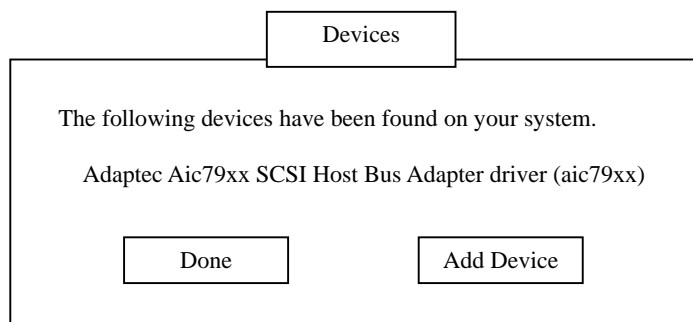 Devices
The following devices have been found on your system.
Adaptec Aic79xx SCSI Host Bus Adapter driver (aic79xx)
Done
Add Device